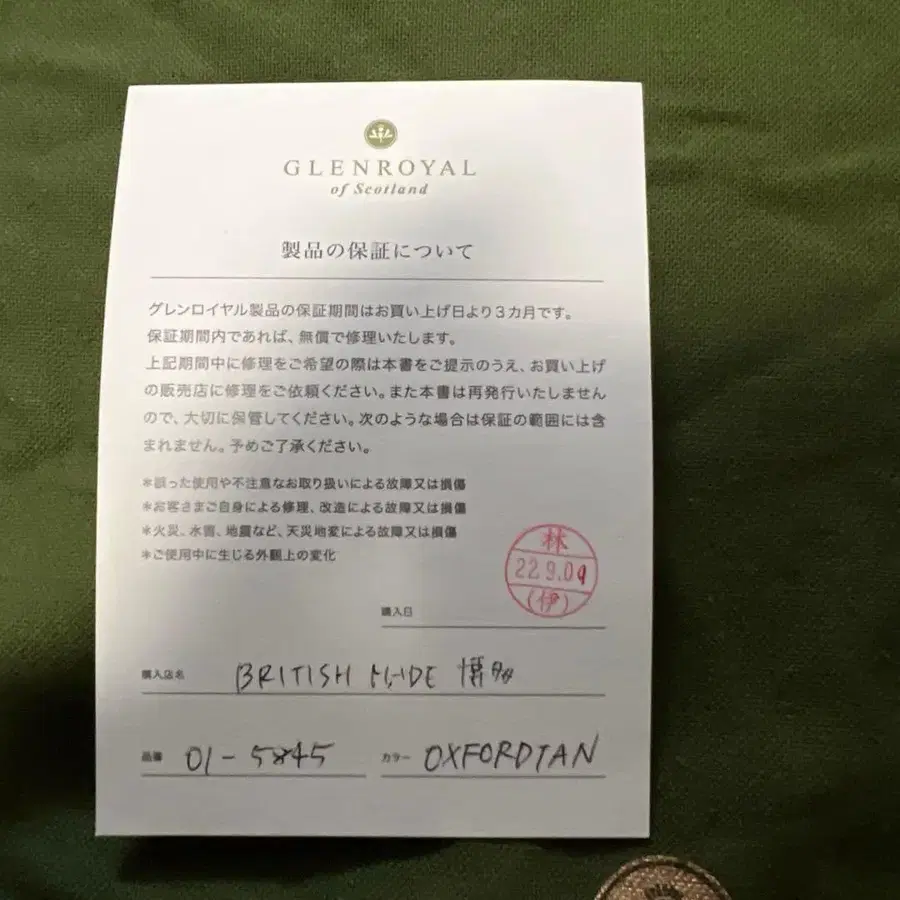 GLENROYAL
of Scotland
製品の保証について
グレンロイヤル製品の保証期間はお買い上げ日より3カ月です。
保証期間内であれば、無償で修理いたします。
上記期間中に修理をご希望の際は本書をご提示のうえ、お買い上げ
の販売店に修理をご依頼ください。また本書は再発行いたしません
ので、大切に保管してください。次のような場合は保証の範囲には含
まれません。予めご了承ください。
*誤った使用や不注意なお取り扱いによる故障又は損傷
*お客さまご自身による修理、改造による故障又は損傷
*火災、水害、地震など、天災地変による故障又は損傷
*ご使用中に生じる外観上の変化
林
22.9.09
(伊)
購入日
購入店名 BRITISH MADE 博多
品番 01-5845 カラー OXFORDTAN